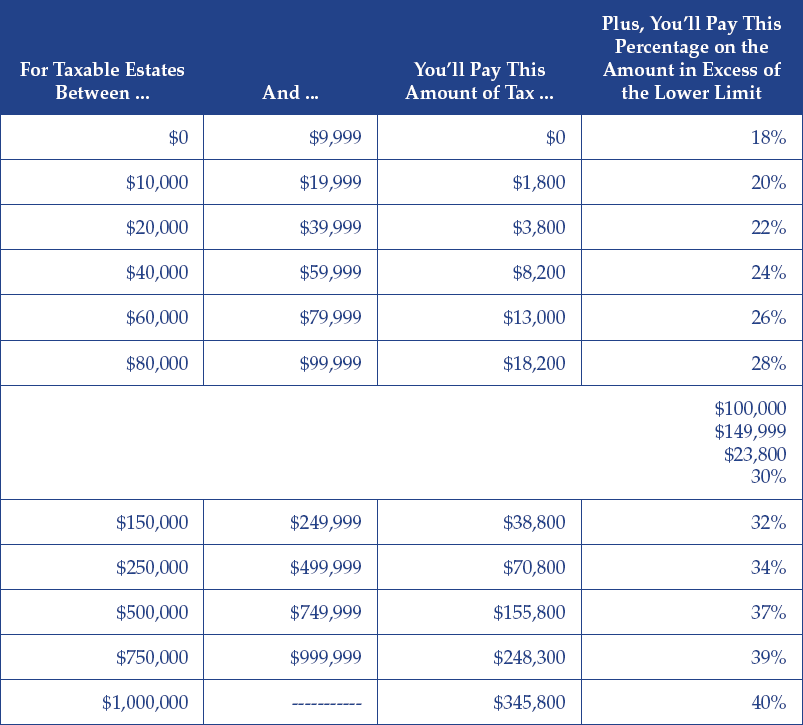 For Taxable Estates
Between ...
And ...
You’ll Pay This
Amount of Tax ...
Plus, You’ll Pay This
Percentage on the
Amount in Excess of
the Lower Limit
$0 $9,999 $0 18%
$10,000 $19,999 $1,800 20%
$20,000 $39,999 $3,800 22%
$40,000 $59,999 $8,200 24%
$60,000 $79,999 $13,000 26%
$80,000 $99,999 $18,200 28%
$100,000
$149,999
$23,800
30%
$150,000 $249,999 $38,800 32%
$250,000 $499,999 $70,800 34%
$500,000 $749,999 $155,800 37%
$750,000 $999,999 $248,300 39%
$1,000,000 ----------- $345,800 40%